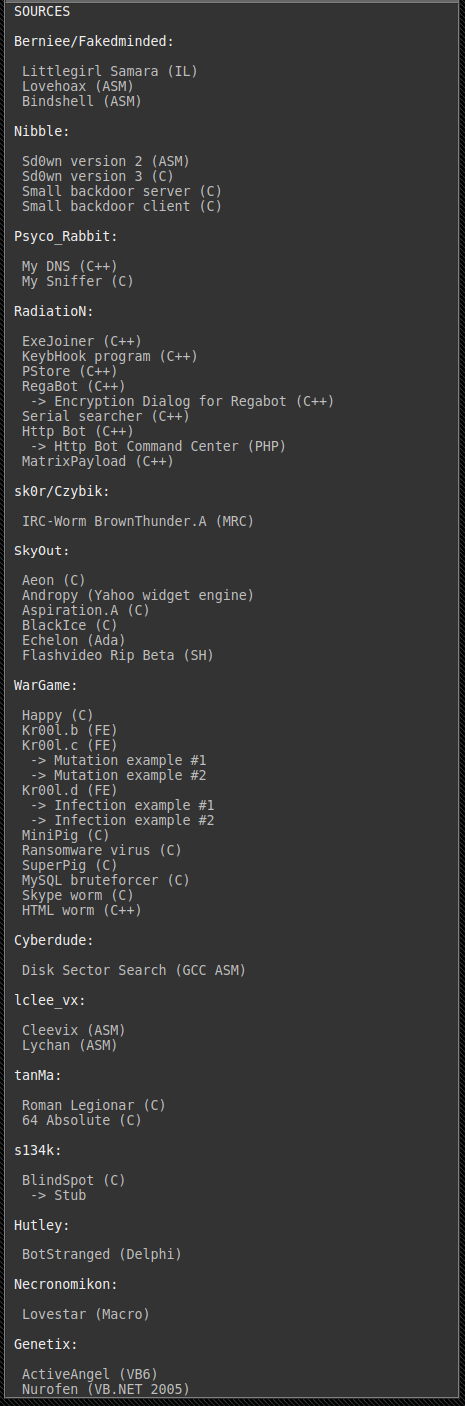 SOURCES
Berniee/Fakedminded:
Littlegirl Samara (IL)
Lovehoax (ASM)
Bindshell (ASM)
Nibble:
Sd0wn version 2 (ASM)
Sd0wn version 3 (C)
Small backdoor server (C)
Small backdoor client (C)
Psyco_Rabbit:
My DNS (C++)
My Sniffer (C)
RadiatioN:
ExeJoiner (C++)
KeybHook program (C++)
PStore (C++)
RegaBot (C++)
-> Encryption Dialog for Regabot (C++)
Serial searcher (C++)
Http Bot (C++)
-> Http Bot Command Center (PHP)
MatrixPayload (C++)
sk0r/Czybik:
IRC-Worm BrownThunder.A (MRC)
SkyOut:
Aeon (C)
Andropy (Yahoo widget engine)
Aspiration.A (C)
BlackIce (C)
Echelon (Ada)
Flashvideo Rip Beta (SH)
WarGame:
Happy (C)
Kr00l.b (FE)
Kr00l.c (FE)
-> Mutation example #1
-> Mutation example #2
Kr00l.d (FE)
-> Infection example #1
-> Infection example #2
MiniPig (C)
Ransomware virus (C)
SuperPig (C)
MySQL bruteforcer (C)
Skype worm (C)
HTML worm (C++)
Cyberdude:
Disk Sector Search (GCC ASM)
lclee_vx:
Cleevix (ASM)
Lychan (ASM)
tanMa:
Roman Legionar (C)
64 Absolute (C)
s134k:
BlindSpot (C)
-> Stub
Hutley:
BotStranged (Delphi)
Necronomikon:
Lovestar (Macro)
Genetix:
ActiveAngel (VB6)
Nurofen (VB.NET 2005)